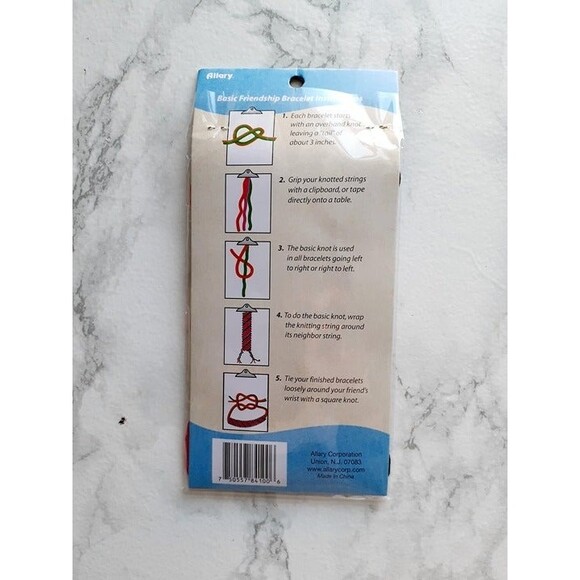 Allary
Basic Friendship Bracelet
1. Each bracelet starts
with an overhand knot,
leaving a "tail" of
about 3 inches.
2. Grip your knotted strings
with a clipboard, or tape
directly onto a table.
3. The basic knot is used
in all bracelets going left
to right or right to left.
4. To do the basic knot, wrap
the knitting string around
its neighbor string.
5. Tie your finished bracelets
loosely around your friend's
wrist with a square knot.
Allary Corporation
Union, N.J. 07083
www.allarycorp.com
Made in China
7 50557 84100 6